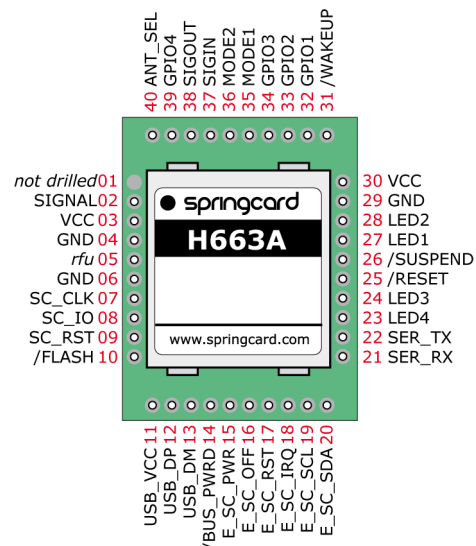 40 ANT_SEL
39 GPIO4
38 SIGOUT
37 SIGIN
36 MODE2
35 MODE1
34 GPIO3
33 GPIO2
32 GPIO1
31 /WAKEUP
not drilled 01
SIGNAL 02
VCC 03
GND 04
rfu 05
GND 06
SC_CLK 07
SC_IO 08
SC_RST 09
/FLASH 10
springcard
H663A
www.springcard.com
30 VCC
29 GND
28 LED2
27 LED1
26 /SUSPEND
25 /RESET
24 LED3
23 LED4
22 SER_TX
21 SER_RX
USB_VCC 11
USB_DP 12
USB_DM 13
/BUS_PWRD 14
E_SC_PWR 15
E_SC_OFF 16
E_SC_RST 17
E_SC_IRQ 18
E_SC_SCL 19
E_SC_SDA 20